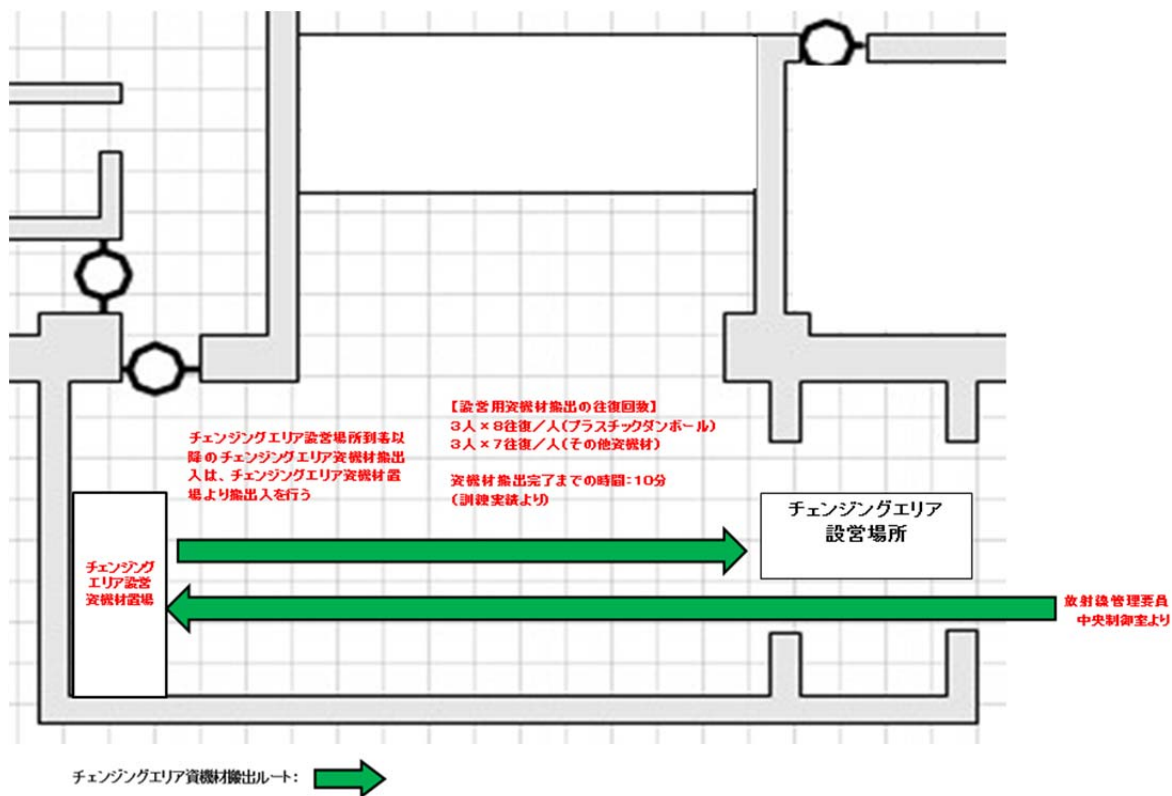 【設営用資機材搬出の往復回数】
3人×8往復/人(プラスチックダンボール)
3人×7往復/人(その他資機材)
資機材搬出完了までの時間:10分
(訓練実績より)
チェンジングエリア設営場所到着以
降のチェンジングエリア資機材搬出
入は、チェンジングエリア資機材置
場より搬出入を行う
チェンジングエリア
設営場所
チェンジング
エリア設営
資機材置場
放射線管理要員
中央制御室より
チェンジングエリア資機材搬出ルート: